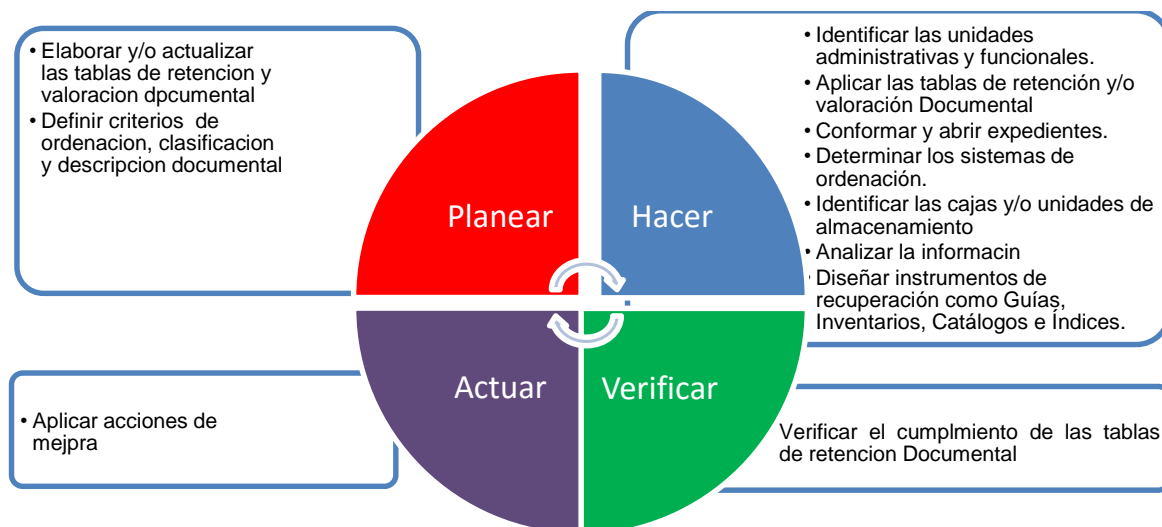 • Elaborar y/o actualizar
las tablas de retencion y
valoracion dpcumental
• Definir criterios de
ordenacion, clasificacion
y descripcion documental
Planear
Hacer
• Identificar las unidades
administrativas y funcionales.
• Aplicar las tablas de retención y/o
valoración Documental
• Conformar y abrir expedientes.
• Determinar los sistemas de
ordenación.
• Identificar las cajas y/o unidades de
almacenamiento
• Analizar la informacin
• Diseñar instrumentos de
recuperación como Guías,
Inventarios, Catálogos e Índices.
Actuar
Verificar
• Aplicar acciones de
mejpra
Verificar el cumplmiento de las tablas
de retencion Documental